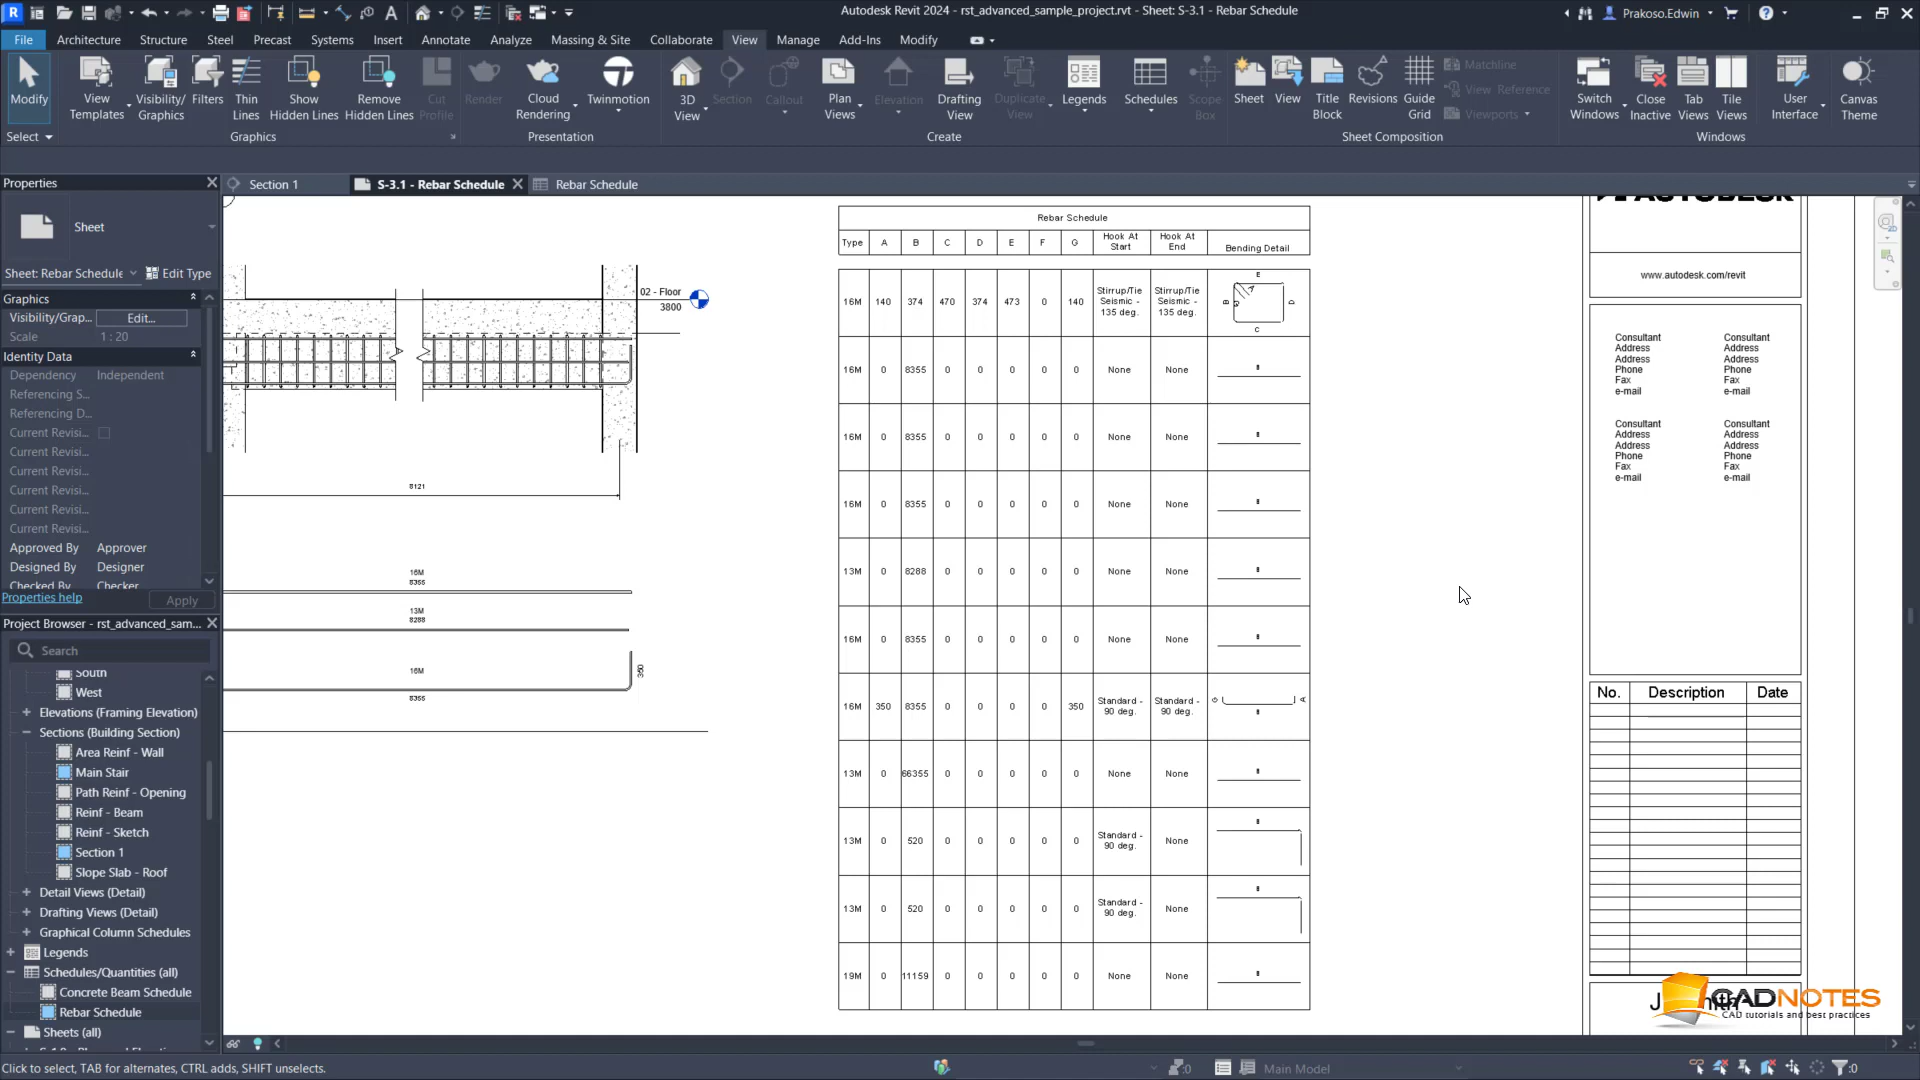 Autodesk Revit 2024 - rst_advanced_sample_project.rvt - Sheet: S-3.1 - Rebar Schedule
Prakoso.Edwin
File Architecture Structure Steel Precast Systems Insert Annotate Analyze Massing & Site Collaborate View Manage Add-Ins Modify
Modify
View Templates
Visibility/ Graphics
Filters
Thin Lines
Show Hidden Lines
Remove Hidden Lines
Cut Profile
Render
Cloud Rendering
Twinmotion
3D View
Section
Callout
Plan Views
Elevation
Drafting View
Duplicate View
Legends
Schedules
Scope Box
Sheet
View
Title Block
Revisions
Guide Grid
Matchline
View Reference
Viewports
Switch Windows
Close Inactive
Tab Views
Tile Views
User Interface
Canvas Theme
Select
Graphics
Presentation
Create
Sheet Composition
Windows
Properties
Section 1
S-3.1 - Rebar Schedule
Rebar Schedule
Sheet
Sheet: Rebar Schedule
Edit Type
Graphics
Visibility/Grap... Edit...
Scale 1 : 20
Identity Data
Dependency Independent
Referencing S...
Referencing D...
Current Revisi...
Current Revisi...
Current Revisi...
Current Revisi...
Current Revisi...
Current Revisi...
Approved By Approver
Designed By Designer
Checked By Checker
Properties help
Apply
Project Browser - rst_advanced_sam...
Search
South
West
Elevations (Framing Elevation)
Sections (Building Section)
Area Reinf - Wall
Main Stair
Path Reinf - Opening
Reinf - Beam
Reinf - Sketch
Section 1
Slope Slab - Roof
Detail Views (Detail)
Drafting Views (Detail)
Graphical Column Schedules
Legends
Schedules/Quantities (all)
Concrete Beam Schedule
Rebar Schedule
Sheets (all)
02 - Floor
3800
8121
16M
8355
13M
8288
16M
350
8355
Rebar Schedule
Type A B C D E F G Hook At Start Hook At End Bending Detail
16M 140 374 470 374 473 0 140 Stirrup/Tie Seismic - 135 deg. Stirrup/Tie Seismic - 135 deg. E A B D C
16M 0 8355 0 0 0 0 0 None None B
16M 0 8355 0 0 0 0 0 None None B
16M 0 8355 0 0 0 0 0 None None B
13M 0 8288 0 0 0 0 0 None None B
16M 0 8355 0 0 0 0 0 None None B
16M 350 8355 0 0 0 0 350 Standard - 90 deg. Standard - 90 deg. G A B
13M 0 66355 0 0 0 0 0 None None B
13M 0 520 0 0 0 0 0 Standard - 90 deg. None B
13M 0 520 0 0 0 0 0 Standard - 90 deg. None B
19M 0 11159 0 0 0 0 0 None None B
AUTODESK
www.autodesk.com/revit
Consultant Consultant
Address Address
Address Address
Phone Phone
Fax Fax
e-mail e-mail
Consultant Consultant
Address Address
Address Address
Phone Phone
Fax Fax
e-mail e-mail
No. Description Date
CADNOTES
CAD tutorials and best practices
Click to select, TAB for alternates, CTRL adds, SHIFT unselects.
:0
Main Model
:0